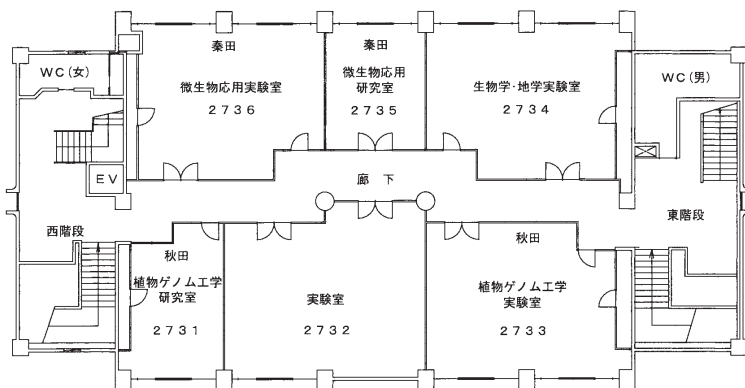 WC(女)
秦田
微生物応用実験室
2736
秦田
微生物応用
研究室
2735
生物学・地学実験室
2734
WC(男)
EV
廊 下
西階段
東階段
秋田
植物ゲノム工学
研究室
2731
実験室
2732
秋田
植物ゲノム工学
実験室
2733